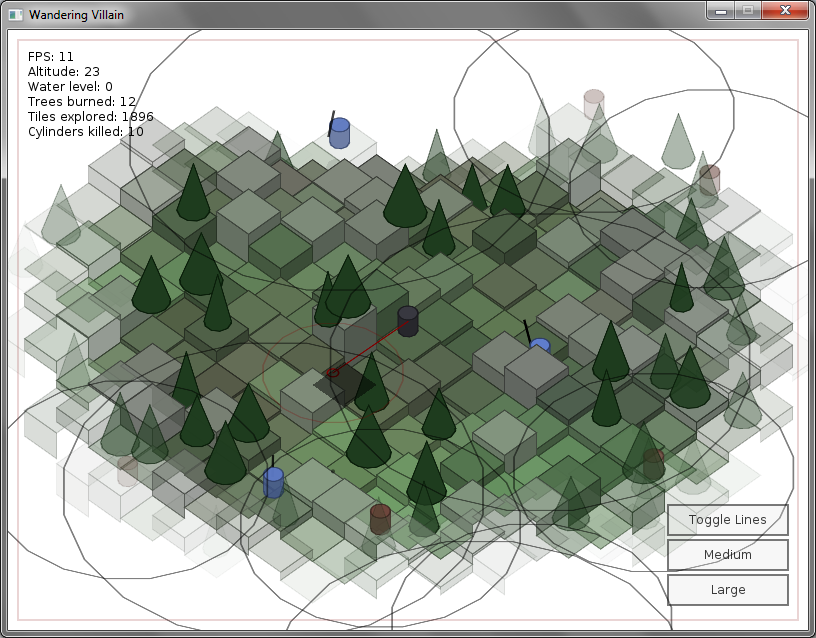 Wandering Villain
FPS: 11
Altitude: 23
Water level: 0
Trees burned: 12
Tiles explored: 1896
Cylinders killed: 10
Toggle Lines
Medium
Large